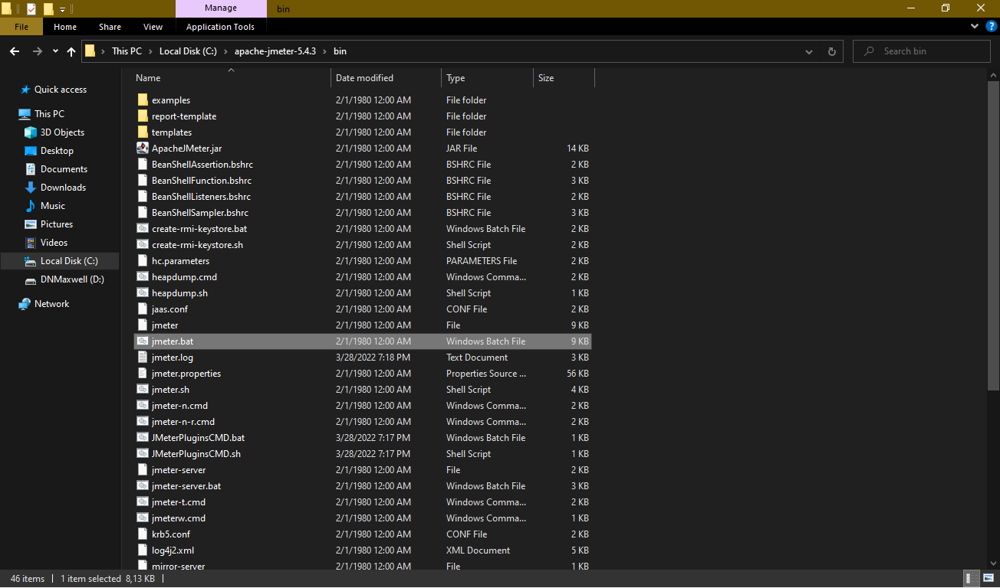 Manage
bin
File Home Share View Application Tools
This PC Local Disk (C:) apache-jmeter-5.4.3 bin
Search bin
Quick access
This PC
3D Objects
Desktop
Documents
Downloads
Music
Pictures
Videos
Local Disk (C:)
DNMaxwell (D:)
Network
Name Date modified Type Size
examples 2/1/1980 12:00 AM File folder
report-template 2/1/1980 12:00 AM File folder
templates 2/1/1980 12:00 AM File folder
ApacheJMeter.jar 2/1/1980 12:00 AM JAR File 14 KB
BeanShellAssertion.bshrc 2/1/1980 12:00 AM BSHRC File 2 KB
BeanShellFunction.bshrc 2/1/1980 12:00 AM BSHRC File 3 KB
BeanShellListeners.bshrc 2/1/1980 12:00 AM BSHRC File 2 KB
BeanShellSampler.bshrc 2/1/1980 12:00 AM BSHRC File 3 KB
create-rmi-keystore.bat 2/1/1980 12:00 AM Windows Batch File 2 KB
create-rmi-keystore.sh 2/1/1980 12:00 AM Shell Script 2 KB
hc.parameters 2/1/1980 12:00 AM PARAMETERS File 2 KB
heapdump.cmd 2/1/1980 12:00 AM Windows Comma... 2 KB
heapdump.sh 2/1/1980 12:00 AM Shell Script 1 KB
jaas.conf 2/1/1980 12:00 AM CONF File 2 KB
jmeter 2/1/1980 12:00 AM File 9 KB
jmeter.bat 2/1/1980 12:00 AM Windows Batch File 9 KB
jmeter.log 3/28/2022 7:18 PM Text Document 3 KB
jmeter.properties 2/1/1980 12:00 AM Properties Source ... 56 KB
jmeter.sh 2/1/1980 12:00 AM Shell Script 4 KB
jmeter-n.cmd 2/1/1980 12:00 AM Windows Comma... 2 KB
jmeter-n-r.cmd 2/1/1980 12:00 AM Windows Comma... 2 KB
JMeterPluginsCMD.bat 3/28/2022 7:17 PM Windows Batch File 1 KB
JMeterPluginsCMD.sh 3/28/2022 7:17 PM Shell Script 1 KB
jmeter-server 2/1/1980 12:00 AM File 2 KB
jmeter-server.bat 2/1/1980 12:00 AM Windows Batch File 3 KB
jmeter-t.cmd 2/1/1980 12:00 AM Windows Comma... 2 KB
jmeterw.cmd 2/1/1980 12:00 AM Windows Comma... 1 KB
krb5.conf 2/1/1980 12:00 AM CONF File 2 KB
log4j2.xml 2/1/1980 12:00 AM XML Document 5 KB
mirror-server 2/1/1980 12:00 AM File 1 KB
46 items 1 item selected 8,13 KB